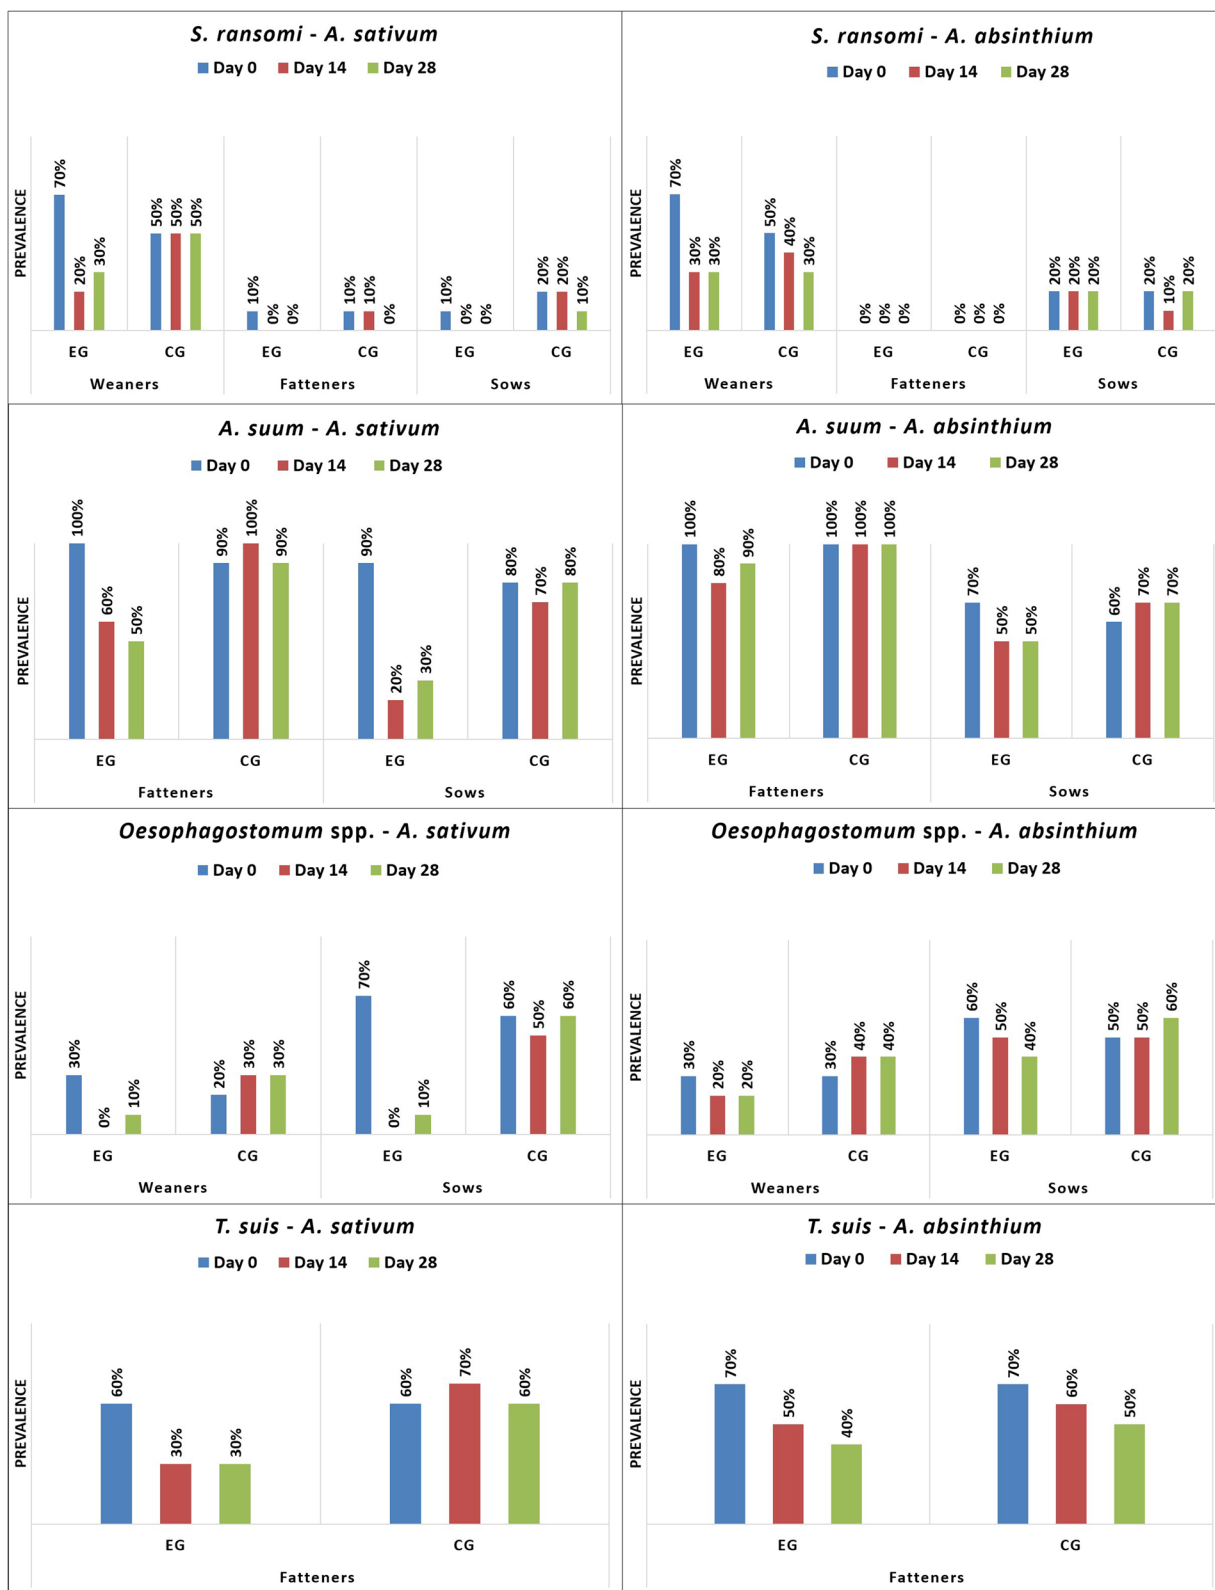 S. ransomi - A. sativum
Day 0 Day 14 Day 28
PREVALENCE
70% 20% 30% 50% 50% 50% 10% 0% 0% 10% 10% 0% 10% 0% 0% 20% 20% 10%
EG CG EG CG EG CG
Weaners Fatteners Sows
S. ransomi - A. absinthium
Day 0 Day 14 Day 28
PREVALENCE
70% 30% 30% 50% 40% 30% 0% 0% 0% 0% 0% 0% 20% 20% 20% 20% 10% 20%
EG CG EG CG EG CG
Weaners Fatteners Sows
A. suum - A. sativum
Day 0 Day 14 Day 28
PREVALENCE
100% 60% 50% 90% 100% 90% 90% 20% 30% 80% 70% 80%
EG CG EG CG
Fatteners Sows
A. suum - A. absinthium
Day 0 Day 14 Day 28
PREVALENCE
100% 80% 90% 100% 100% 100% 70% 50% 50% 60% 70% 70%
EG CG EG CG
Fatteners Sows
Oesophagostomum spp. - A. sativum
Day 0 Day 14 Day 28
PREVALENCE
30% 0% 10% 20% 30% 30% 70% 0% 10% 60% 50% 60%
EG CG EG CG
Weaners Sows
Oesophagostomum spp. - A. absinthium
Day 0 Day 14 Day 28
PREVALENCE
30% 20% 20% 30% 40% 40% 60% 50% 40% 50% 50% 60%
EG CG EG CG
Weaners Sows
T. suis - A. sativum
Day 0 Day 14 Day 28
PREVALENCE
60% 30% 30% 60% 70% 60%
EG CG
Fatteners
T. suis - A. absinthium
Day 0 Day 14 Day 28
PREVALENCE
70% 50% 40% 70% 60% 50%
EG CG
Fatteners